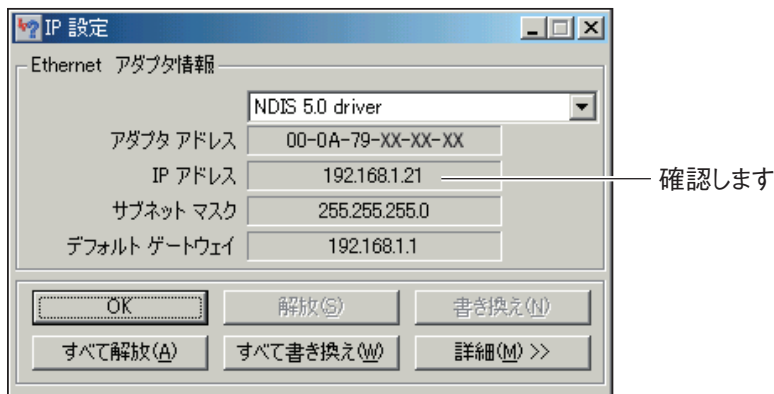 IP 設定
Ethernet アダプタ情報
NDIS 5.0 driver
アダプタ アドレス 00-0A-79-XX-XX-XX
IP アドレス 192.168.1.21 確認します
サブネット マスク 255.255.255.0
デフォルト ゲートウェイ 192.168.1.1
OK 解放(S) 書き換え(N)
すべて解放(A) すべて書き換え(W) 詳細(M) >>